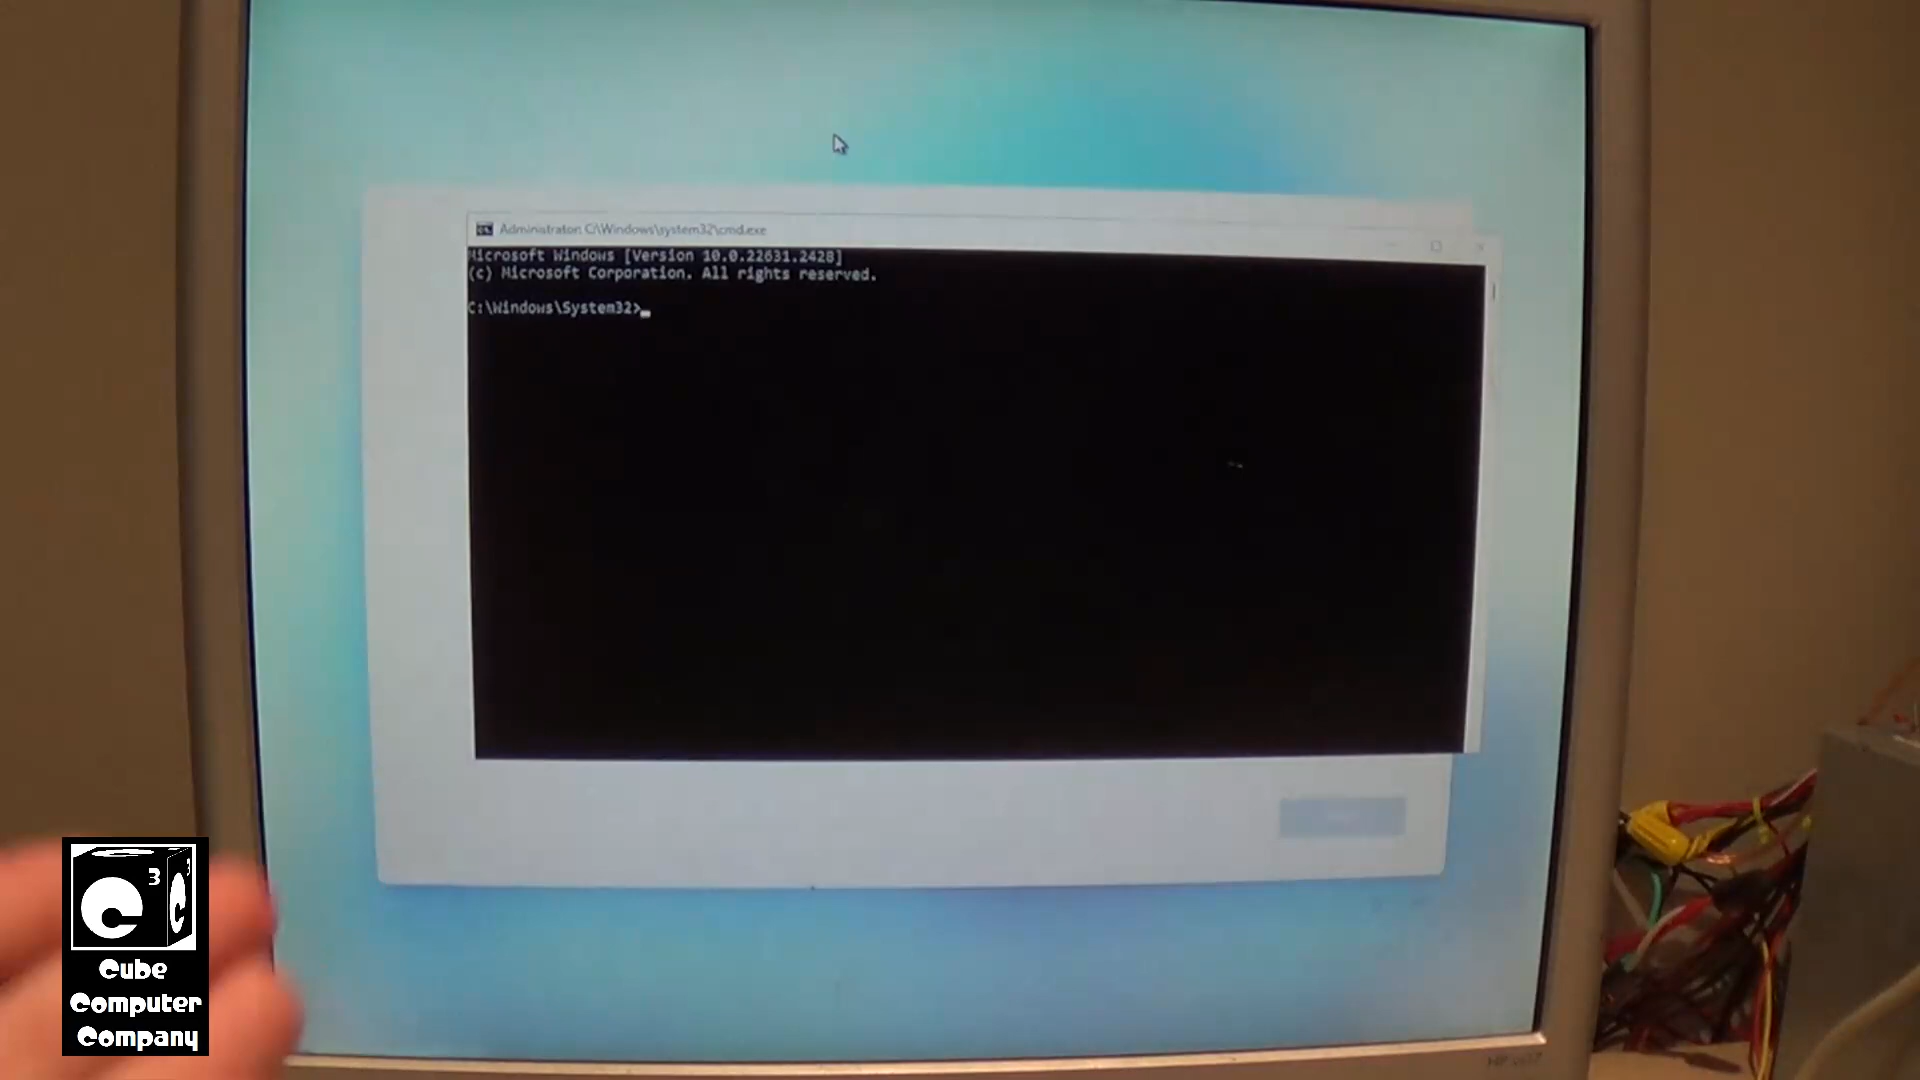 Administrator: C:\Windows\system32\cmd.exe
Microsoft Windows [Version 10.0.22631.2428]
(c) Microsoft Corporation. All rights reserved.
C:\Windows\System32>
Cube
Computer
Company